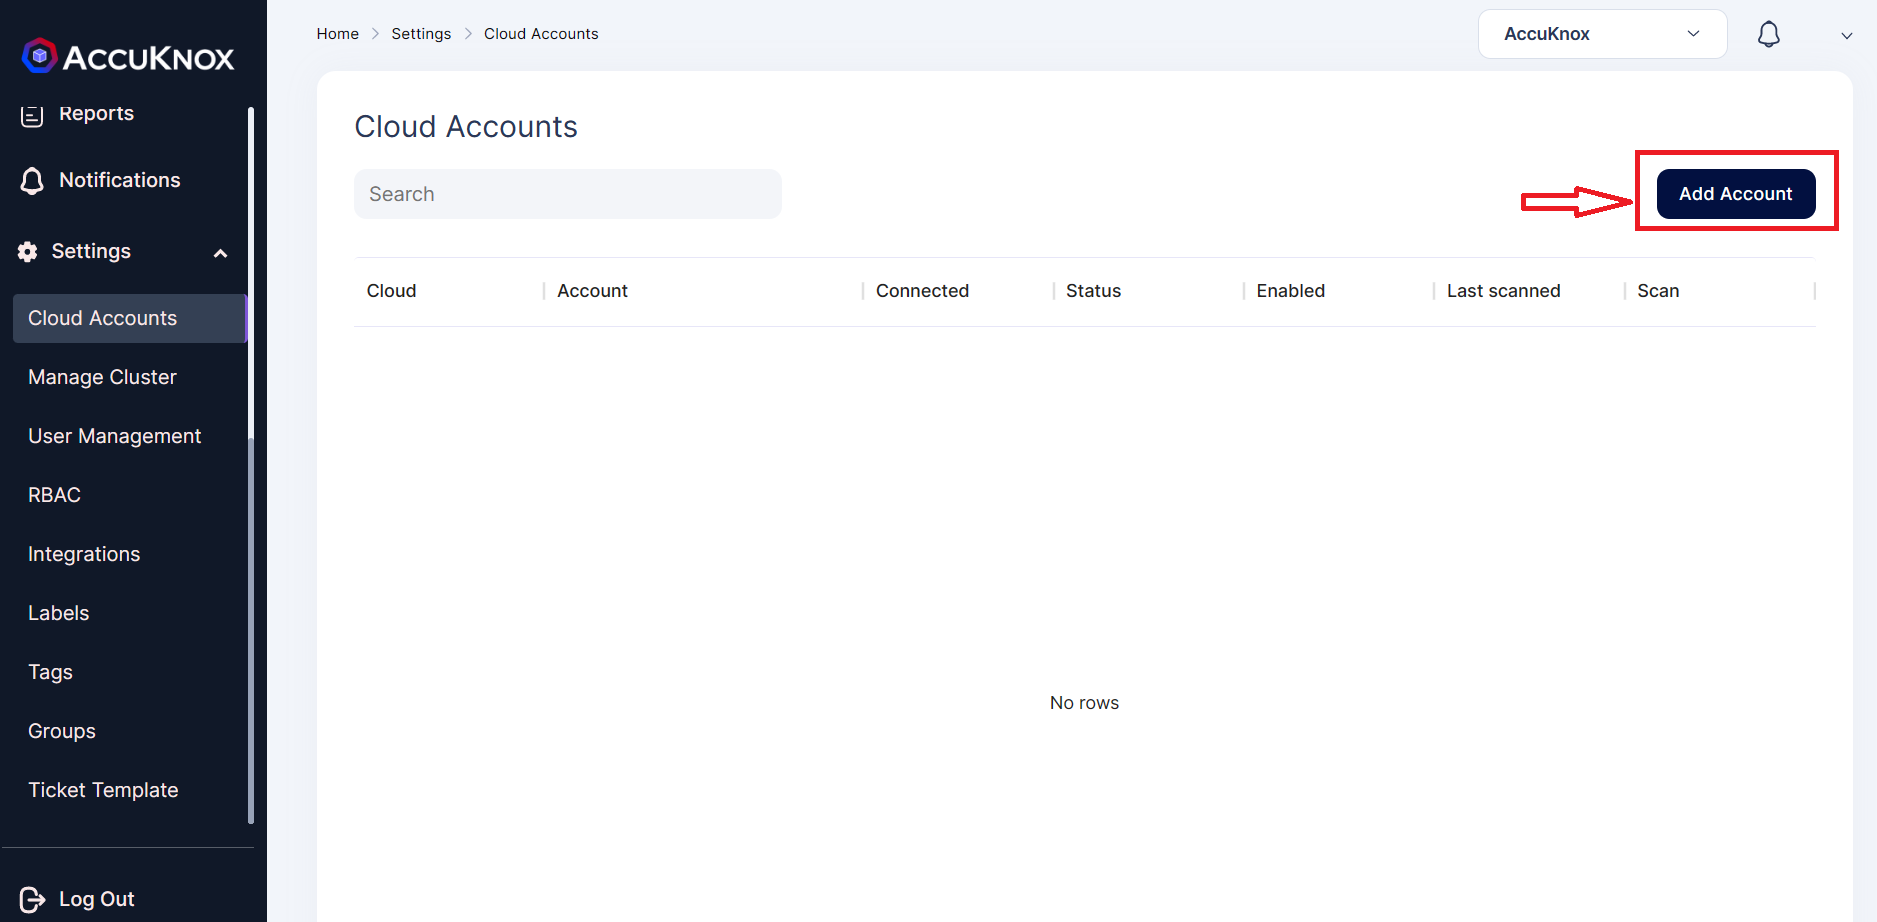 ACCUKNOX
Reports
Notifications
Settings
Cloud Accounts
Manage Cluster
User Management
RBAC
Integrations
Labels
Tags
Groups
Ticket Template
Log Out
Home > Settings > Cloud Accounts
AccuKnox
Cloud Accounts
Search
Add Account
Cloud Account Connected Status Enabled Last scanned Scan
No rows